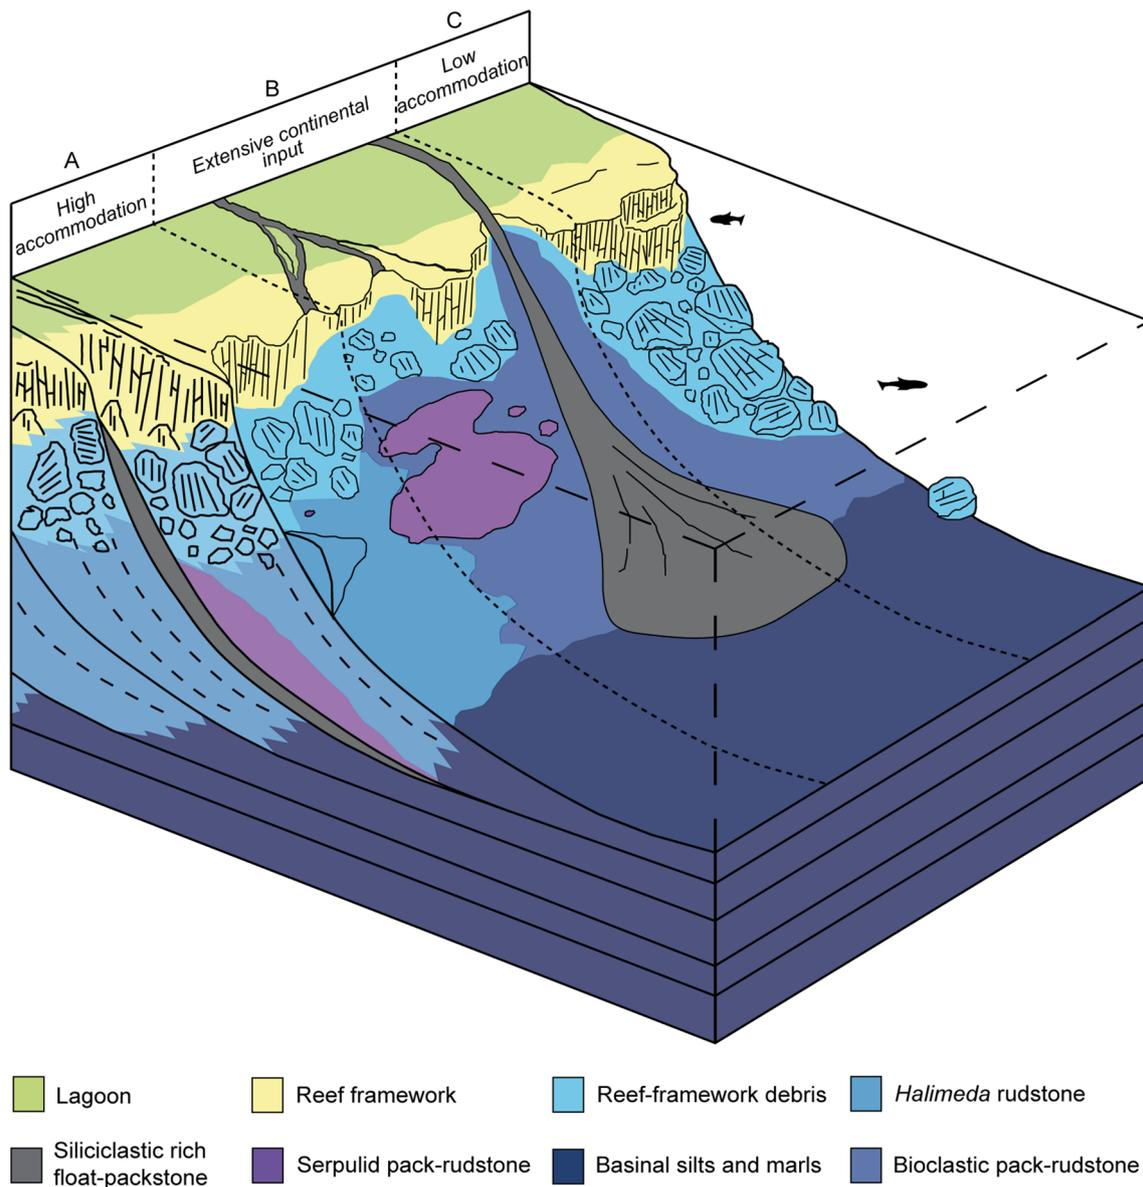 A
B
C
High
accommodation
Extensive continental
input
Low
accommodation
Lagoon
Reef framework
Reef-framework debris
Halimeda rudstone
Siliciclastic rich
float-packstone
Serpulid pack-rudstone
Basinal silts and marls
Bioclastic pack-rudstone